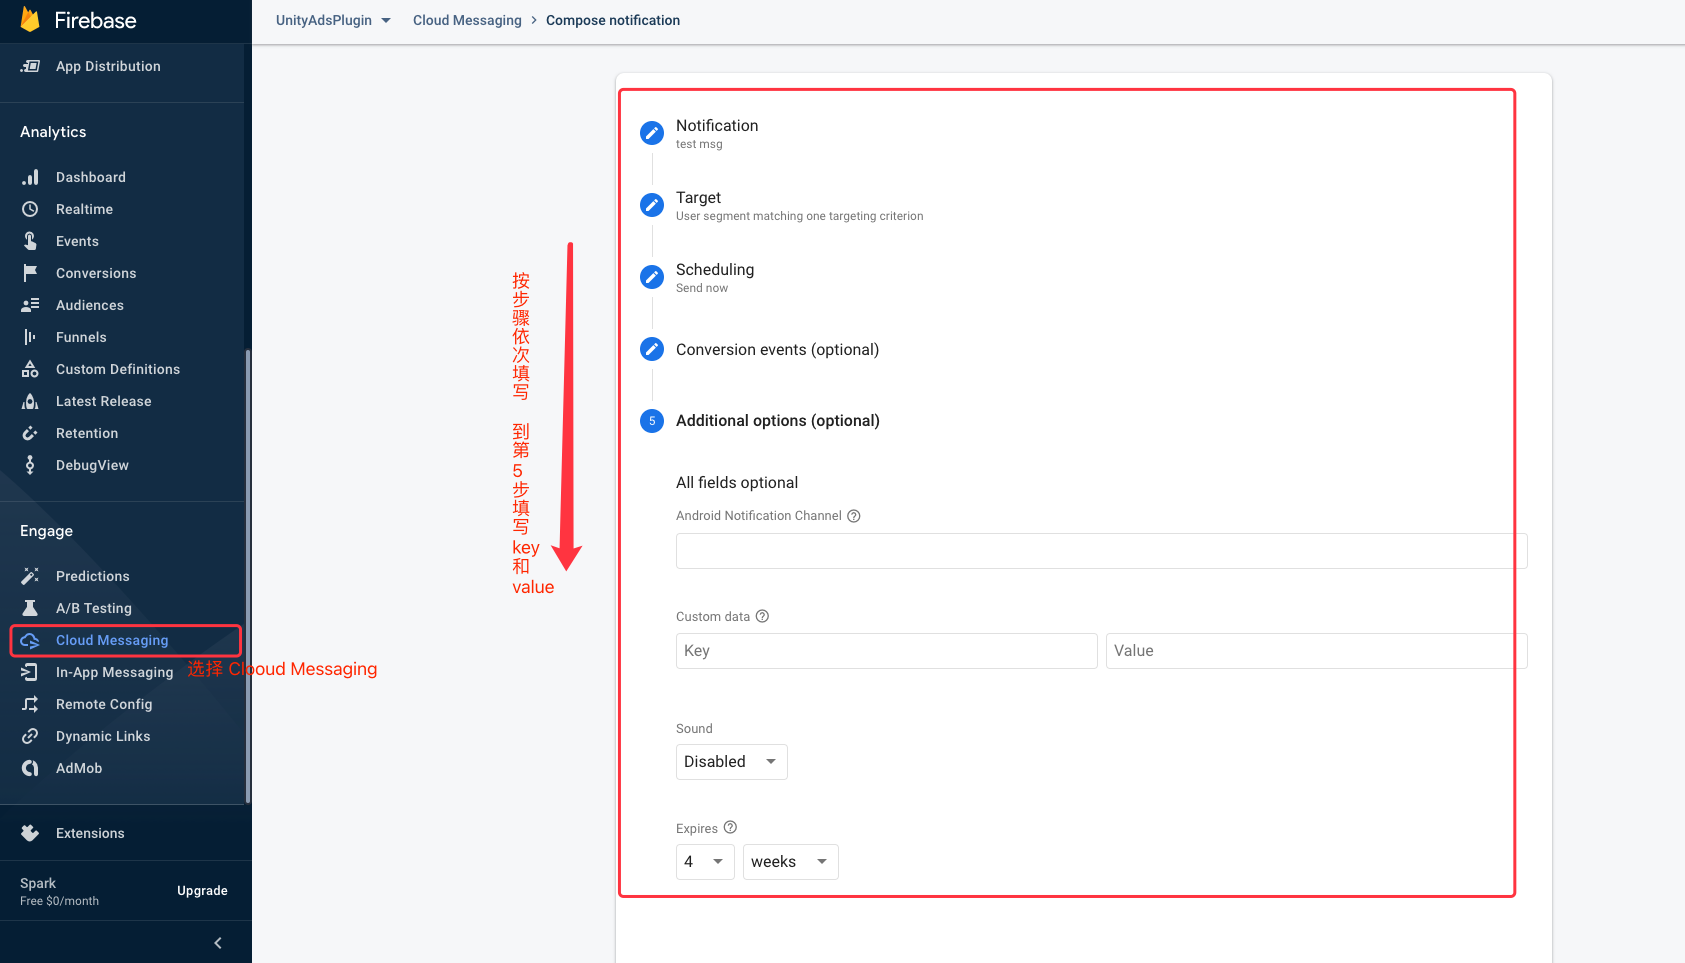 Firebase
App Distribution
Analytics
Dashboard
Realtime
Events
Conversions
Audiences
Funnels
Custom Definitions
Latest Release
Retention
DebugView
Engage
Predictions
A/B Testing
Cloud Messaging
In-App Messaging
Remote Config
Dynamic Links
AdMob
Extensions
Spark
Free $0/month
Upgrade
选择 Clooud Messaging
UnityAdsPlugin
Cloud Messaging > Compose notification
按步骤依次填写 到第5步填写key和value
Notification
test msg
Target
User segment matching one targeting criterion
Scheduling
Send now
Conversion events (optional)
5 Additional options (optional)
All fields optional
Android Notification Channel
Custom data
Key
Value
Sound
Disabled
Expires
4
weeks